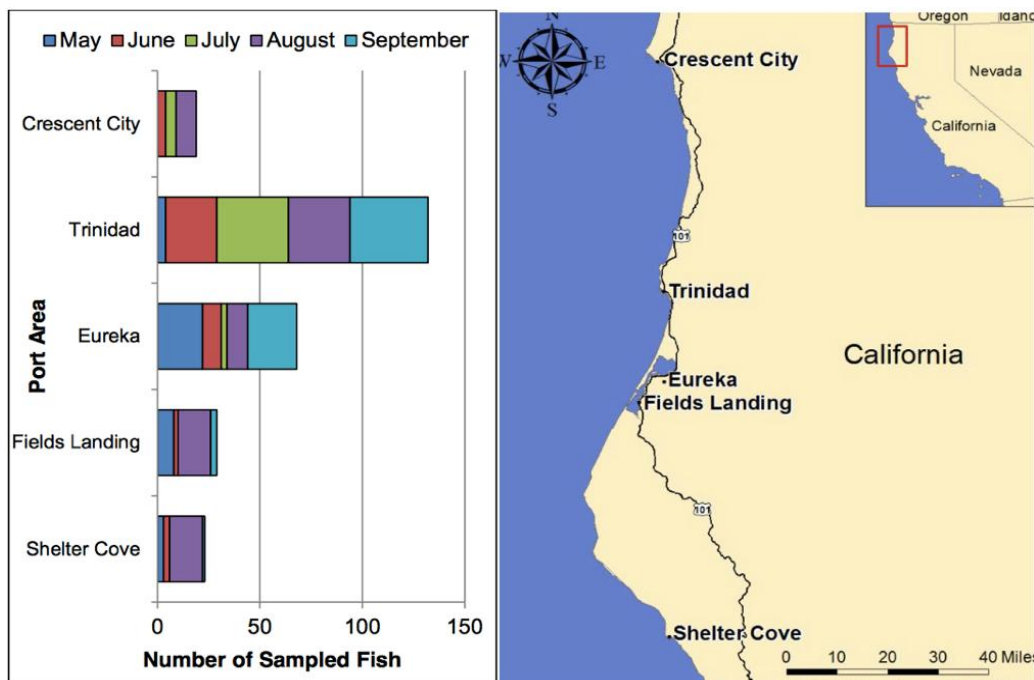 May June July August September
Crescent City
Trinidad
Eureka
Fields Landing
Shelter Cove
Port Area
0 50 100 150
Number of Sampled Fish
N
W E
S
Crescent City
101
Trinidad
Eureka
Fields Landing
101
Shelter Cove
California
0 10 20 30 40 Miles
Oregon Idaho
Nevada
California